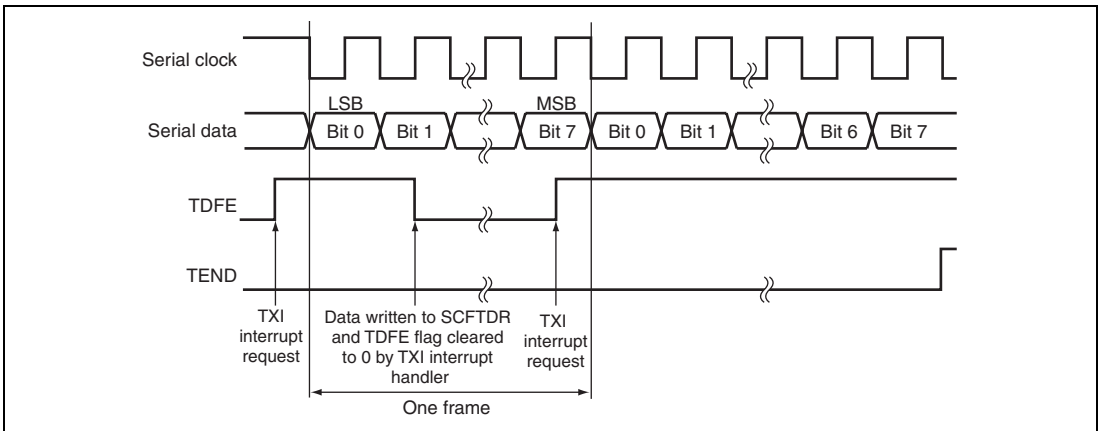 Serial clock
LSB
MSB
Serial data
Bit 0
Bit 1
Bit 7
Bit 0
Bit 1
Bit 6
Bit 7
TDFE
TEND
TXI
interrupt
request
Data written to SCFTDR
and TDFE flag cleared
to 0 by TXI interrupt
handler
TXI
interrupt
request
One frame